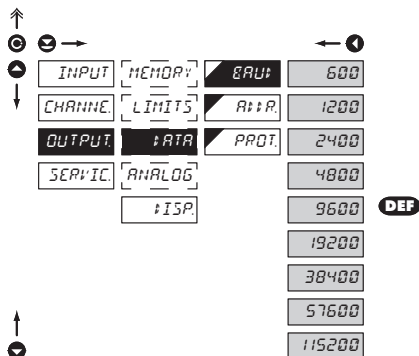 INPUT MEMORY BAUD 600
CHANNE. LIMITS ADDR. 1200
OUTPUT. DATA PROT. 2400
SERVIC. ANALOG 4800
DISP. 9600 DEF
19200
38400
57600
115200